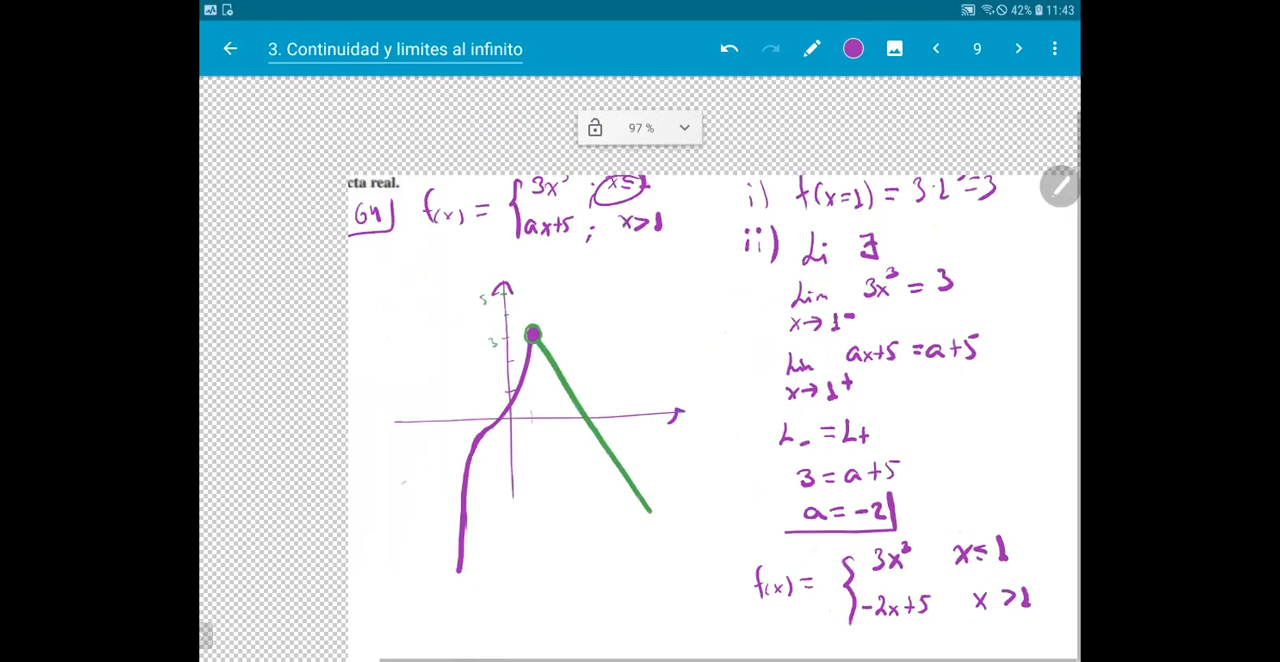 42% 11:43
3. Continuidad y limites al infinito
9
97 %
cta real.
64) f(x) = { 3x³ ; x≤1
ax+5 ; x>1
5
3
i) f(x=1) = 3·1³=3
ii) Li ∃
Lim 3x³ = 3
x→1⁻
Lim ax+5 = a+5
x→1⁺
L₋ = L₊
3 = a+5
a = -2
f(x) = { 3x³ x≤1
-2x+5 x>1